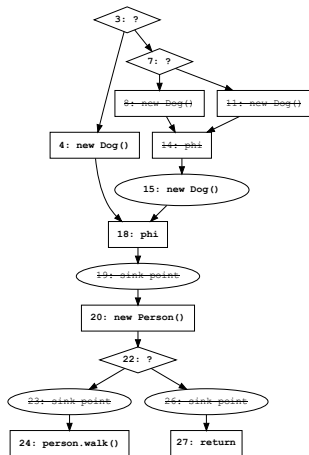 3: ?
7: ?
8: new Dog()
11: new Dog()
4: new Dog()
14: phi
15: new Dog()
18: phi
19: sink point
20: new Person()
22: ?
23: sink point
26: sink point
24: person.walk()
27: return